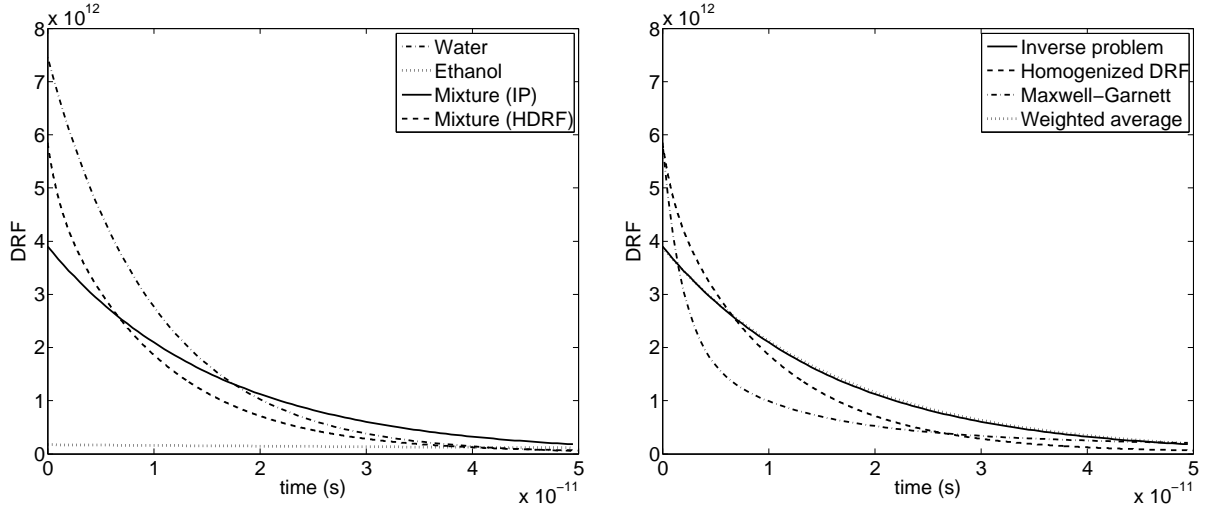 x 10^12
8
7
6
5
4
3
2
1
0
DRF
Water
Ethanol
Mixture (IP)
Mixture (HDRF)
0 1 2 3 4 5
time (s)
x 10^−11
x 10^12
8
7
6
5
4
3
2
1
0
DRF
Inverse problem
Homogenized DRF
Maxwell−Garnett
Weighted average
0 1 2 3 4 5
time (s)
x 10^−11